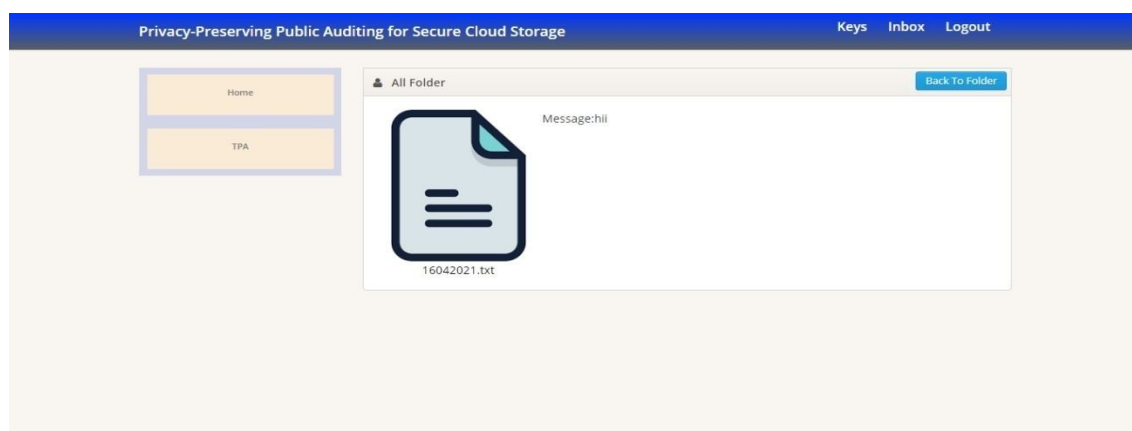 Privacy-Preserving Public Auditing for Secure Cloud Storage
Keys Inbox Logout
Home
TPA
All Folder
Back To Folder
Message:hii
16042021.txt